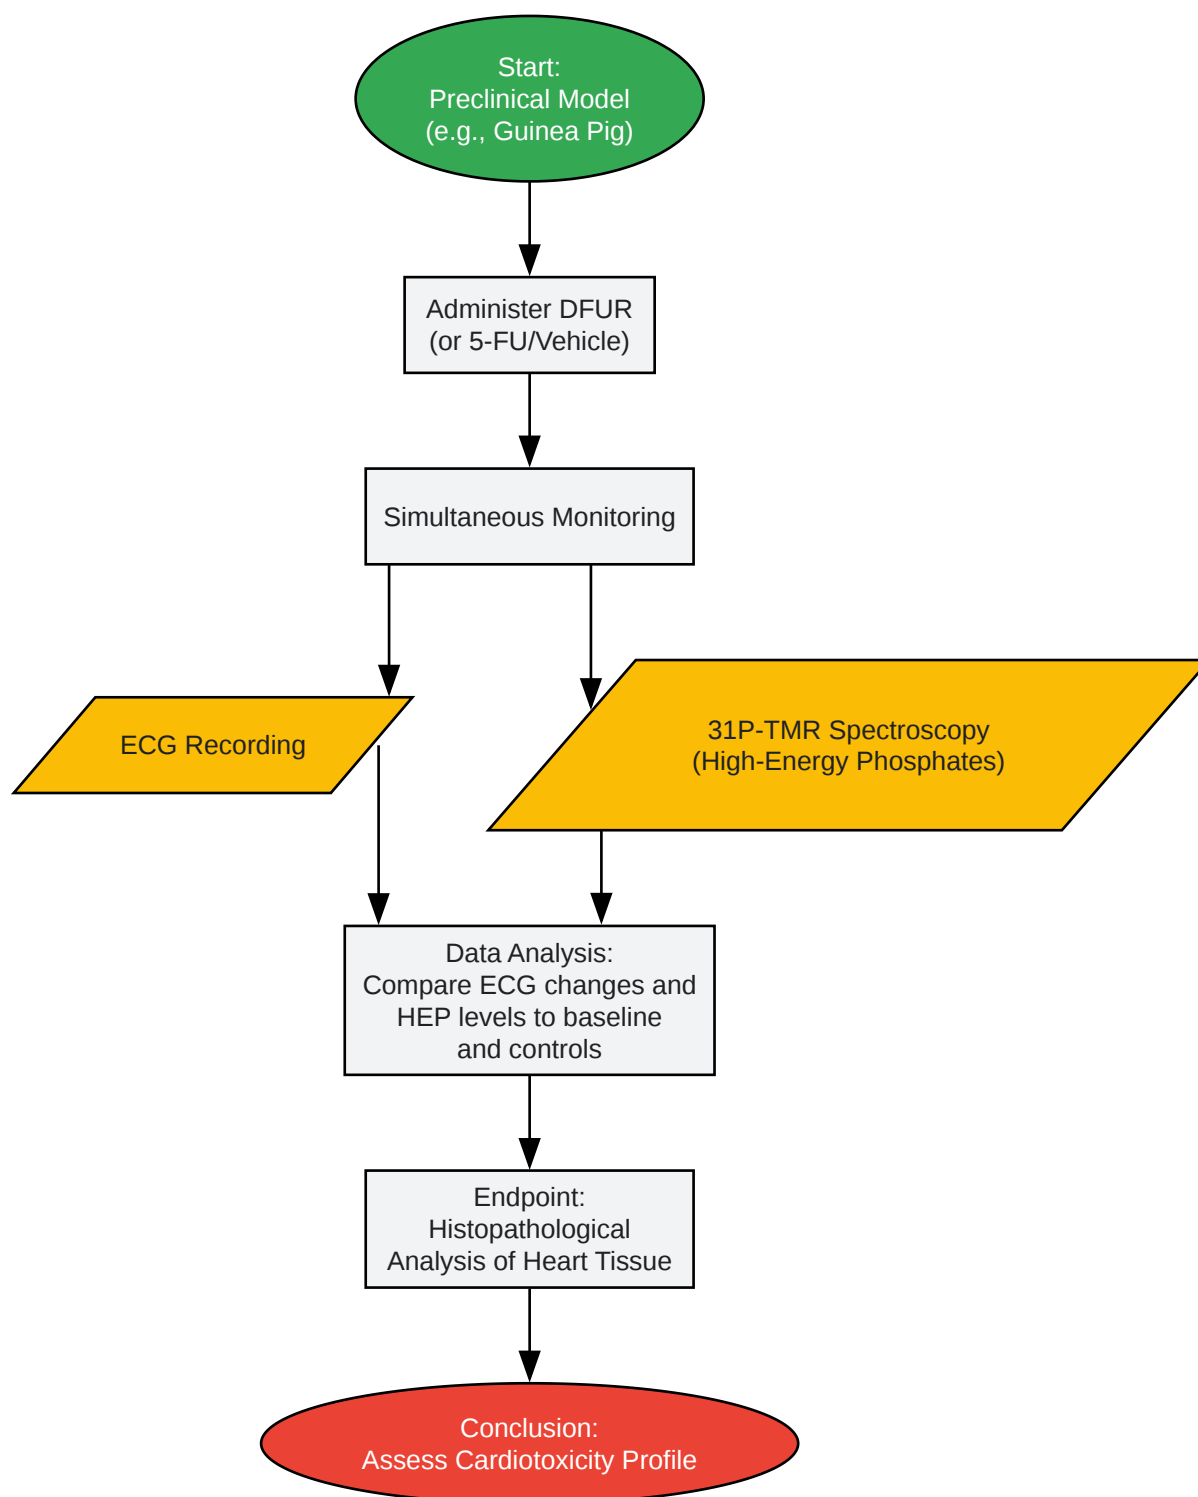 Start:
Preclinical Model
(e.g., Guinea Pig)
Administer DFUR
(or 5-FU/Vehicle)
Simultaneous Monitoring
ECG Recording
31P-TMR Spectroscopy
(High-Energy Phosphates)
Data Analysis:
Compare ECG changes and
HEP levels to baseline
and controls
Endpoint:
Histopathological
Analysis of Heart Tissue
Conclusion:
Assess Cardiotoxicity Profile